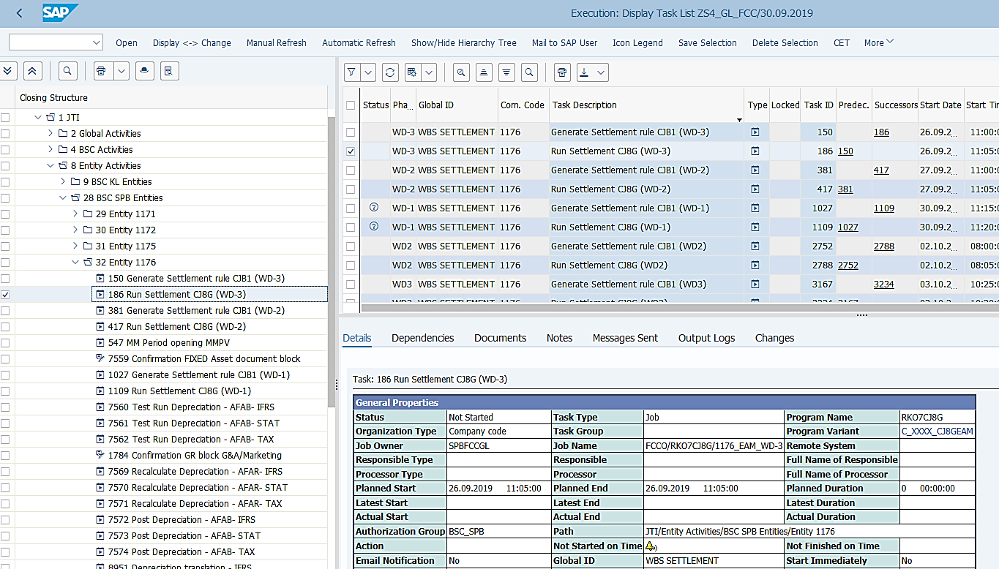 SAP
Execution: Display Task List ZS4_GL_FCC/30.09.2019
Open Display <-> Change Manual Refresh Automatic Refresh Show/Hide Hierarchy Tree Mail to SAP User Icon Legend Save Selection Delete Selection CET More
Closing Structure
1 JTI
2 Global Activities
4 BSC Activities
8 Entity Activities
9 BSC KL Entities
28 BSC SPB Entities
29 Entity 1171
30 Entity 1172
31 Entity 1175
32 Entity 1176
150 Generate Settlement rule CJB1 (WD-3)
186 Run Settlement CJ8G (WD-3)
381 Generate Settlement rule CJB1 (WD-2)
417 Run Settlement CJ8G (WD-2)
547 MM Period opening MMPV
7559 Confirmation FIXED Asset document block
1027 Generate Settlement rule CJB1 (WD-1)
1109 Run Settlement CJ8G (WD-1)
7560 Test Run Depreciation - AFAB- IFRS
7561 Test Run Depreciation - AFAB- STAT
7562 Test Run Depreciation - AFAB- TAX
1784 Confirmation GR block G&A/Marketing
7569 Recalculate Depreciation - AFAR- IFRS
7570 Recalculate Depreciation - AFAR- STAT
7571 Recalculate Depreciation - AFAR- TAX
7572 Post Depreciation - AFAB- IFRS
7573 Post Depreciation - AFAB- STAT
7574 Post Depreciation - AFAB- TAX
8951 Depreciation translation - IFRS
Status Pha... Global ID Com. Code Task Description Type Locked Task ID Predec. Successors Start Date Start Tim
WD-3 WBS SETTLEMENT 1176 Generate Settlement rule CJB1 (WD-3) 150 186 26.09.2... 11:00:0
WD-3 WBS SETTLEMENT 1176 Run Settlement CJ8G (WD-3) 186 150 26.09.2... 11:05:0
WD-2 WBS SETTLEMENT 1176 Generate Settlement rule CJB1 (WD-2) 381 417 27.09.2... 11:00:0
WD-2 WBS SETTLEMENT 1176 Run Settlement CJ8G (WD-2) 417 381 27.09.2... 11:05:0
WD-1 WBS SETTLEMENT 1176 Generate Settlement rule CJB1 (WD-1) 1027 1109 30.09.2... 11:15:0
WD-1 WBS SETTLEMENT 1176 Run Settlement CJ8G (WD-1) 1109 1027 30.09.2... 11:20:0
WD2 WBS SETTLEMENT 1176 Generate Settlement rule CJB1 (WD2) 2752 2788 02.10.2... 08:00:0
WD2 WBS SETTLEMENT 1176 Run Settlement CJ8G (WD2) 2788 2752 02.10.2... 08:05:0
WD3 WBS SETTLEMENT 1176 Generate Settlement rule CJB1 (WD3) 3167 3234 03.10.2... 10:25:0
Details Dependencies Documents Notes Messages Sent Output Logs Changes
Task: 186 Run Settlement CJ8G (WD-3)
General Properties
Status Not Started Task Type Job Program Name RKO7CJ8G
Organization Type Company code Task Group Program Variant C_XXXX_CJ8GEAM
Job Owner SPBFCCGL Job Name FCCO/RKO7CJ8G/1176_EAM_WD-3 Remote System
Responsible Type Responsible Full Name of Responsible
Processor Type Processor Full Name of Processor
Planned Start 26.09.2019 11:05:00 Planned End 26.09.2019 11:05:00 Planned Duration 0 00:00:00
Latest Start Latest End Latest Duration
Actual Start Actual End Actual Duration
Authorization Group BSC_SPB Path JTI/Entity Activities/BSC SPB Entities/Entity 1176
Action Not Started on Time Not Finished on Time
Email Notification No Global ID WBS SETTLEMENT Start Immediately No